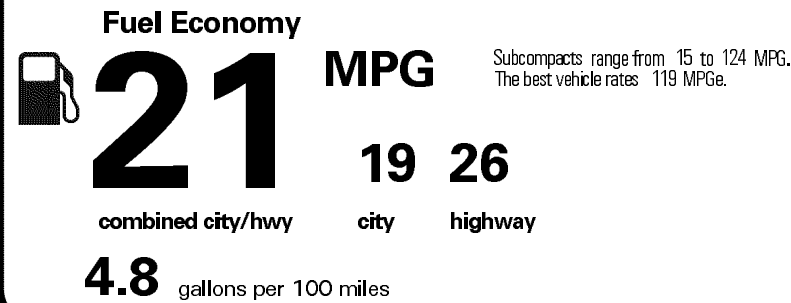 Fuel Economy
21 MPG
Subcompacts range from 15 to 124 MPG.
The best vehicle rates 119 MPGe.
19 26
combined city/hwy city highway
4.8 gallons per 100 miles